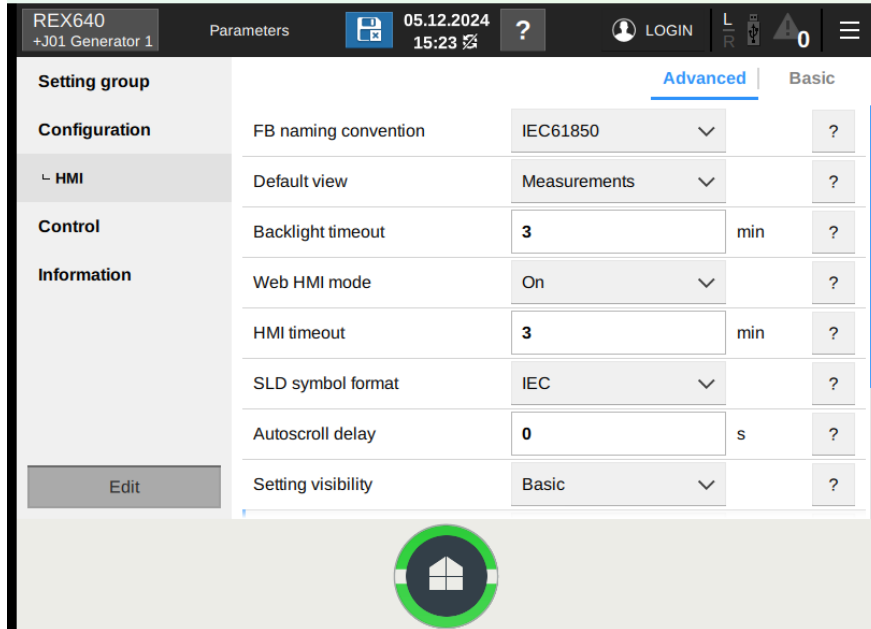 REX640
+J01 Generator 1
Parameters
05.12.2024
15:23
?
LOGIN
L
R
0
Setting group
Configuration
HMI
Control
Information
Edit
Advanced
Basic
FB naming convention IEC61850 ?
Default view Measurements ?
Backlight timeout 3 min ?
Web HMI mode On ?
HMI timeout 3 min ?
SLD symbol format IEC ?
Autoscroll delay 0 s ?
Setting visibility Basic ?